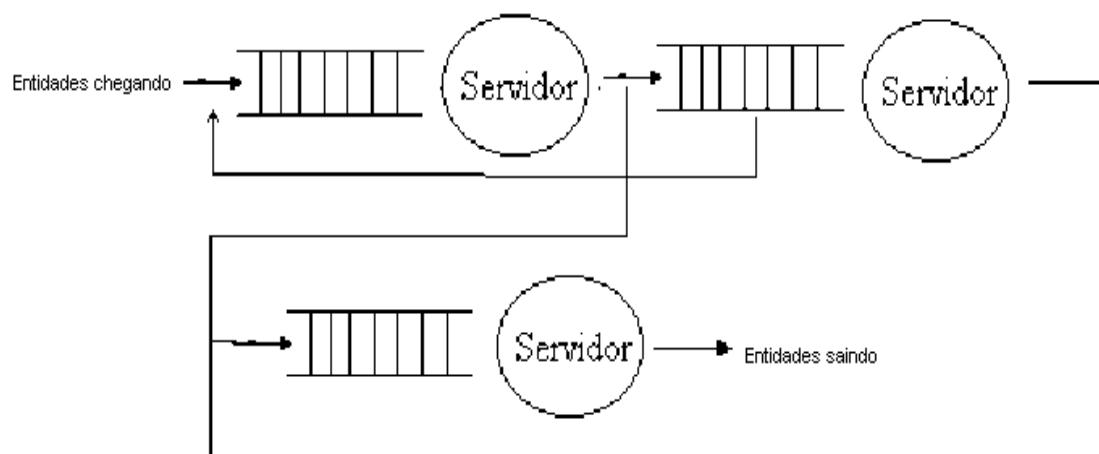 Entidades chegando
Servidor
Servidor
Servidor
Entidades saindo